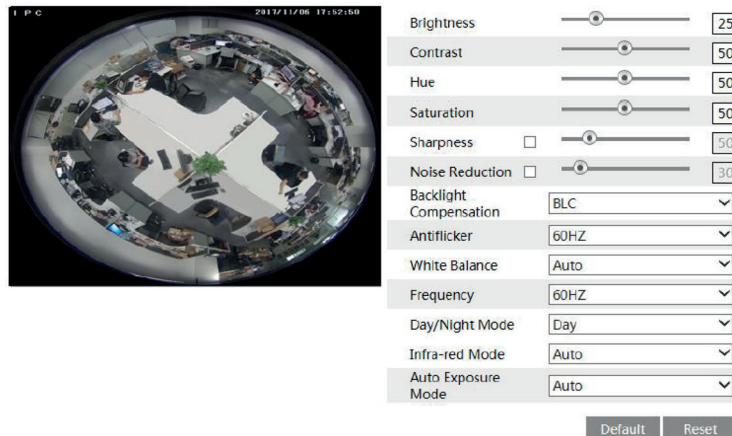 I P C
2017/11/06 17:52:50
Brightness 25
Contrast 50
Hue 50
Saturation 50
Sharpness 50
Noise Reduction 30
Backlight
Compensation BLC
Antiflicker 60HZ
White Balance Auto
Frequency 60HZ
Day/Night Mode Day
Infra-red Mode Auto
Auto Exposure
Mode Auto
Default Reset